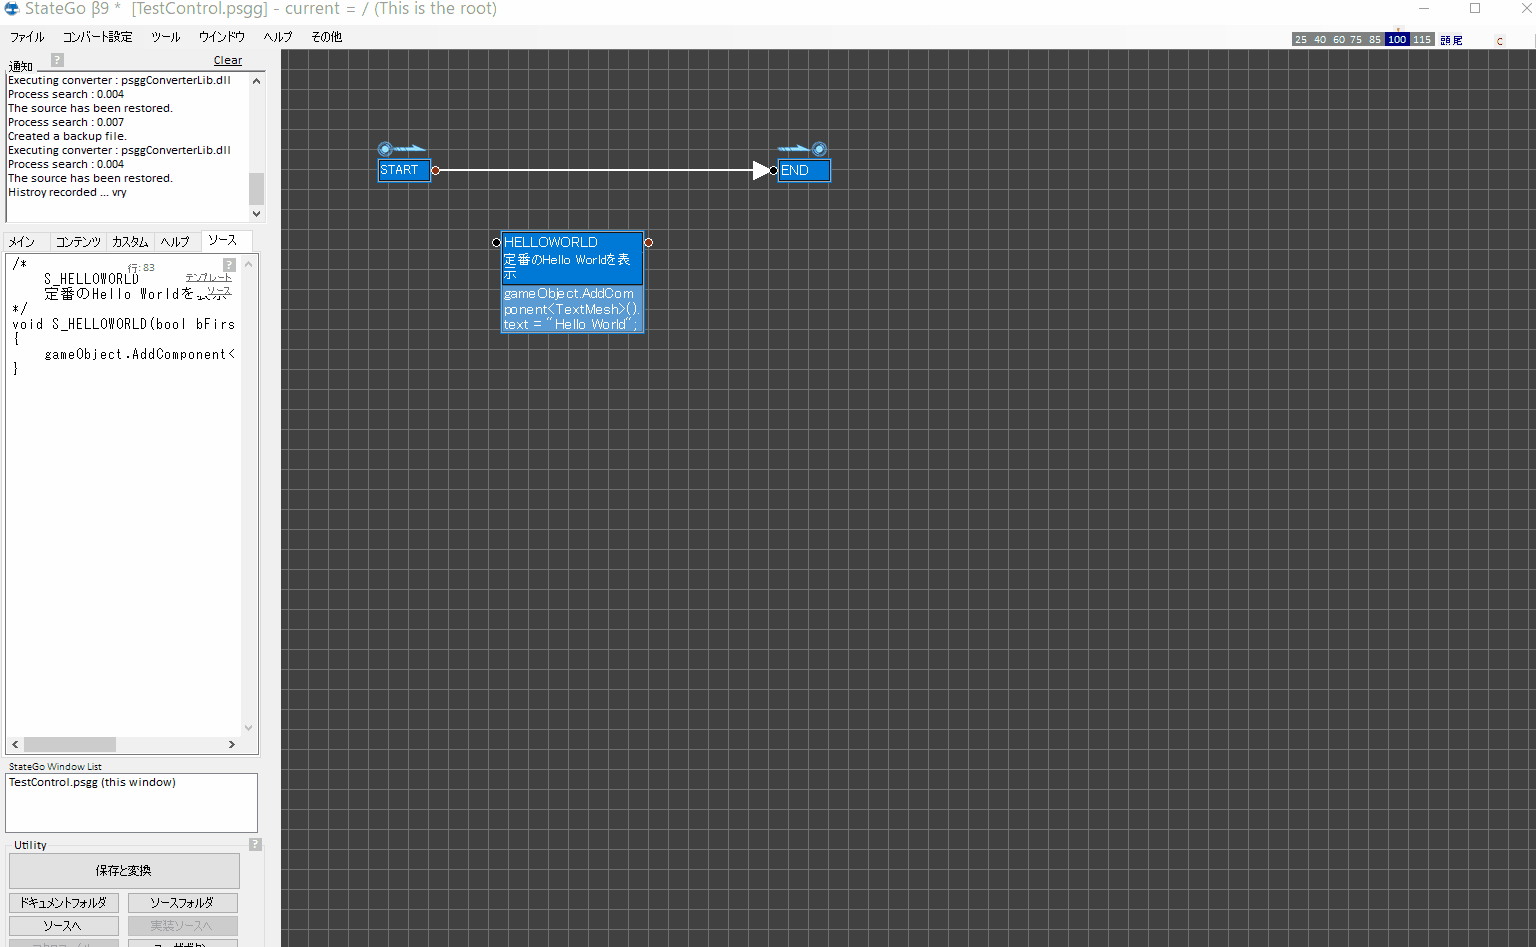 StateGo β9 * [TestControl.psgg] - current = / (This is the root)
ファイル コンバート設定 ツール ウインドウ ヘルプ その他
25 40 60 75 85 100 115 頭 尾 C
通知 ? Clear
Executing converter : psggConverterLib.dll
Process search : 0.004
The source has been restored.
Process search : 0.007
Created a backup file.
Executing converter : psggConverterLib.dll
Process search : 0.004
The source has been restored.
Histroy recorded ... vry
メイン コンテンツ カスタム ヘルプ ソース
/*
行: 83 ?
S_HELLOWORLD テンプレート
定番のHello Worldを表示 ソース
*/
void S_HELLOWORLD(bool bFirs
{
gameObject.AddComponent<
}
StateGo Window List
TestControl.psgg (this window)
Utility ?
保存と変換
ドキュメントフォルダ ソースフォルダ
ソースへ 実装ソースへ
START
END
HELLOWORLD
定番のHello Worldを表
示
gameObject.AddCom
ponent<TextMesh>().
text = "Hello World";